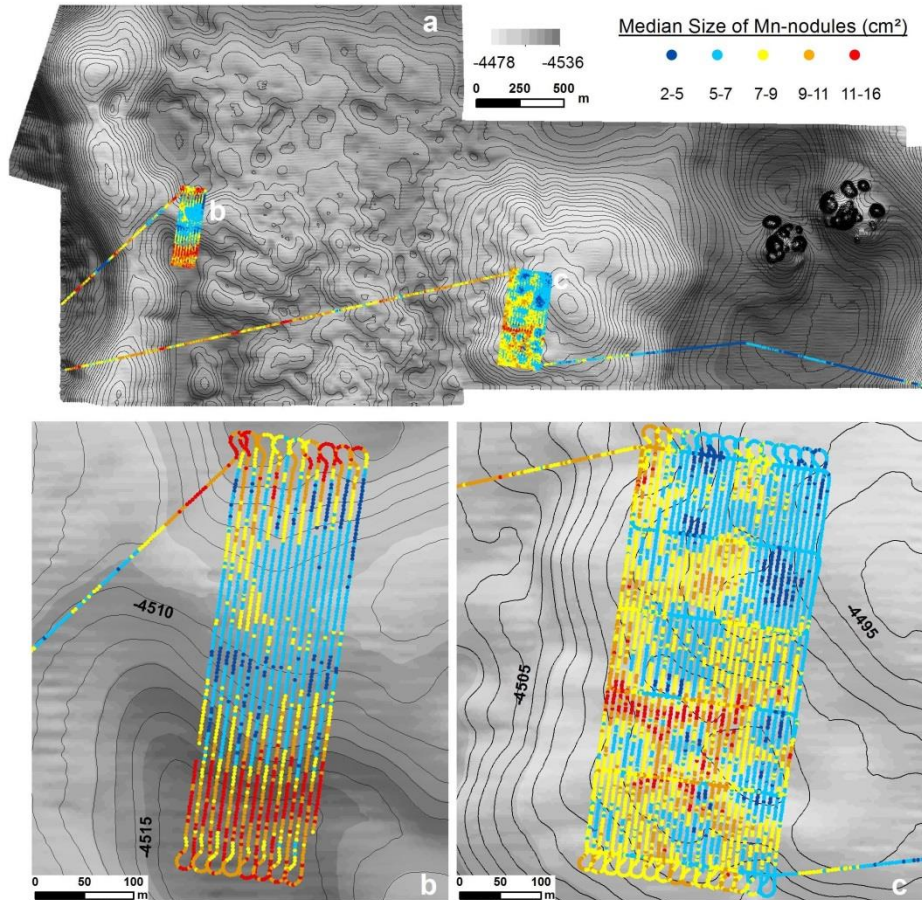 a
-4478 -4536
0 250 500
m
Median Size of Mn-nodules (cm²)
2-5 5-7 7-9 9-11 11-16
b
c
-4510
-4515
0 50 100
m
b
-4505
-4495
0 50 100
m
c